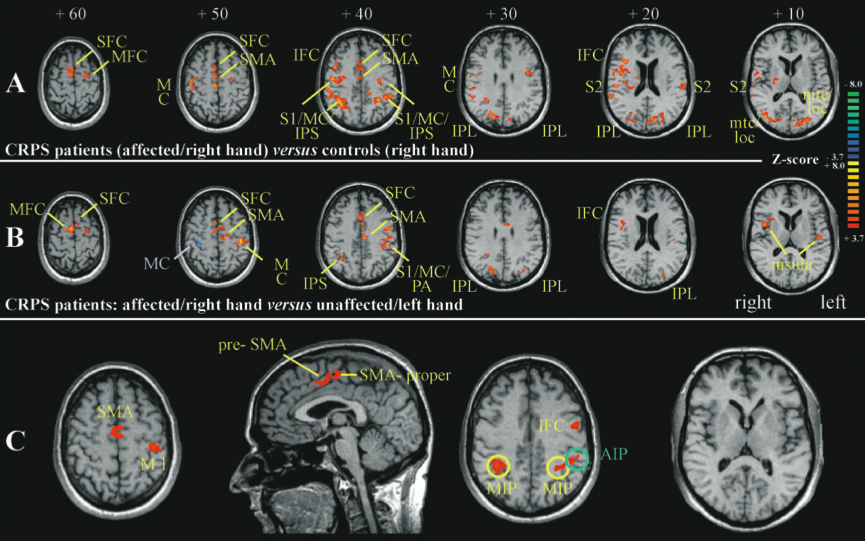 + 60 + 50 + 40 + 30 + 20 + 10
A
SFC
MFC
SFC
SMA
M
C
IFC
SFC
SMA
S1/MC/
IPS
S1/MC/
IPS
M
C
IPL
IPL
IFC
S2
S2
IPL
IPL
S2
mtc/
loc
mtc/
loc
CRPS patients (affected/right hand) versus controls (right hand)
- 8.0
Z-score
- 3.7
+ 8.0
+ 3.7
B
MFC
SFC
SFC
SMA
MC
M
C
SFC
SMA
IPS
S1/MC/
PA
IPL
IPL
IFC
IPL
insula
right
left
CRPS patients: affected/right hand versus unaffected/left hand
C
SMA
M1
pre- SMA
SMA- proper
IFC
AIP
MIP
MIP